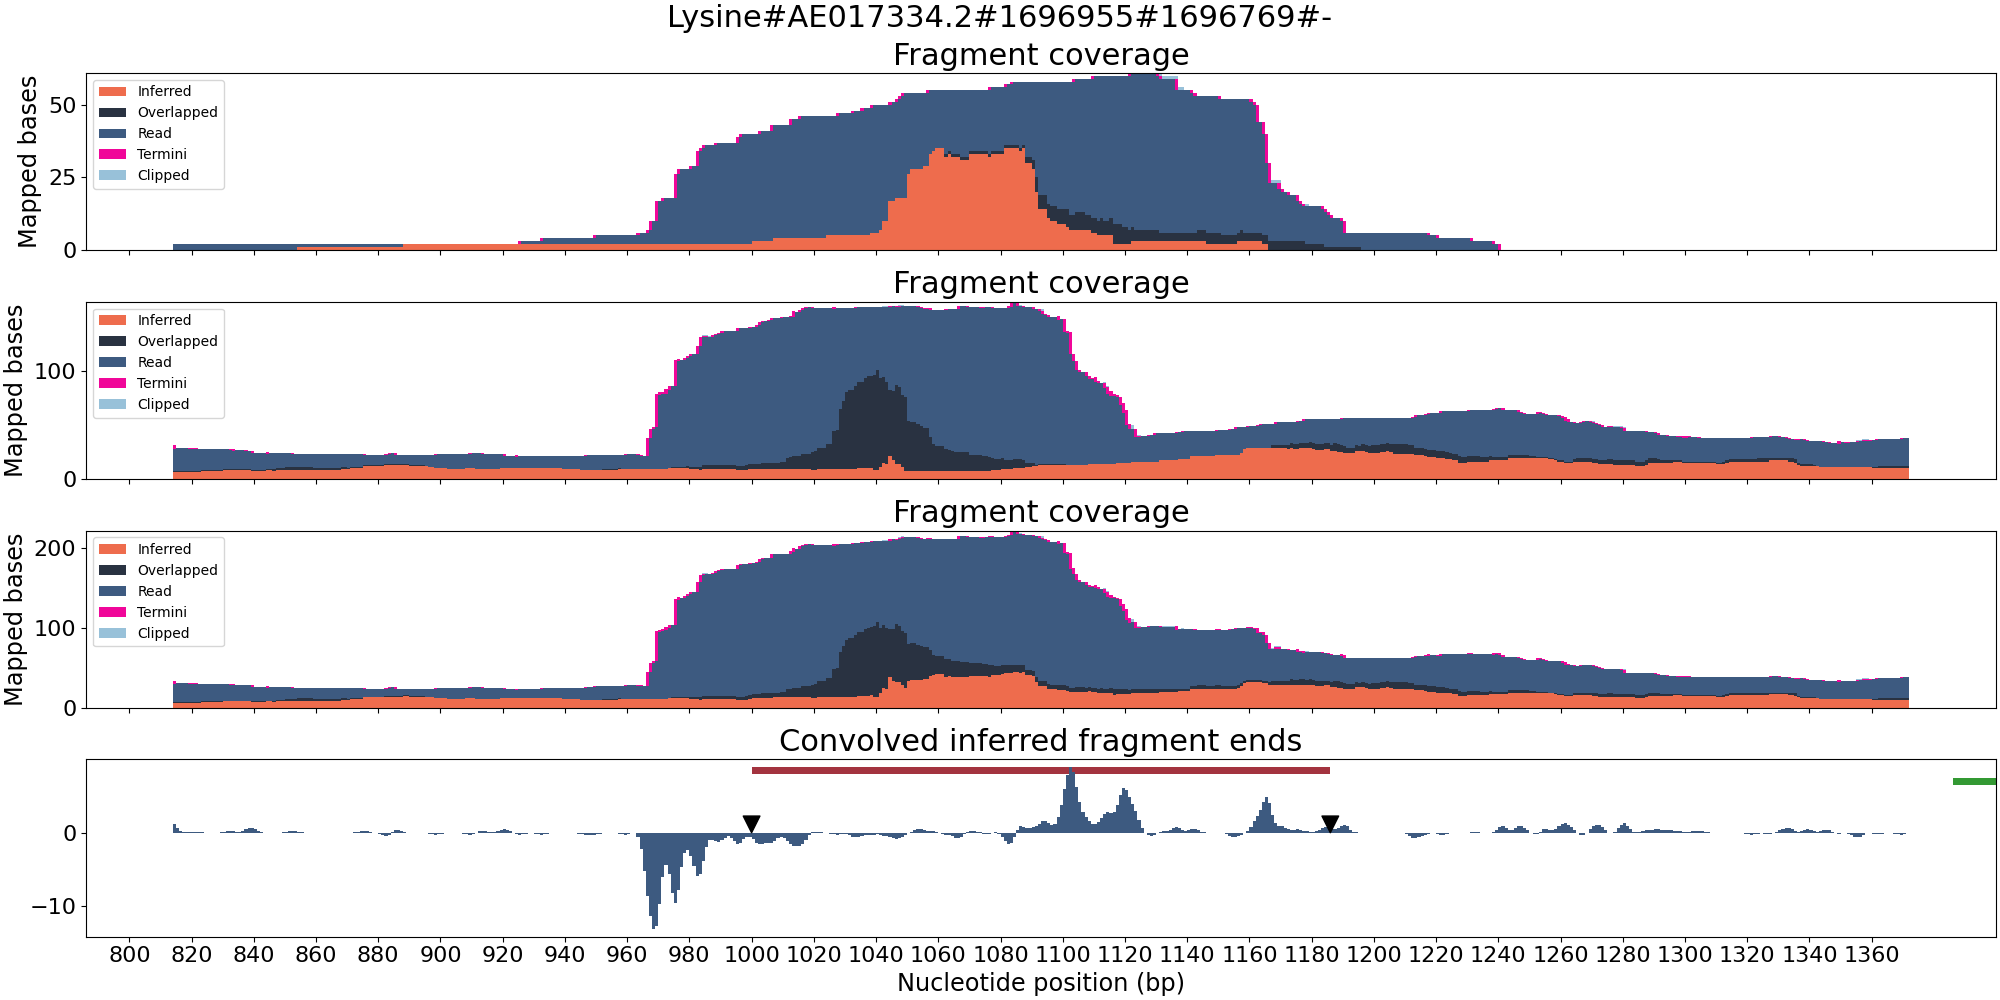 Lysine#AE017334.2#1696955#1696769#-
Fragment coverage
Mapped bases
50
25
0
Inferred
Overlapped
Read
Termini
Clipped
Fragment coverage
Mapped bases
100
0
Inferred
Overlapped
Read
Termini
Clipped
Fragment coverage
Mapped bases
200
100
0
Inferred
Overlapped
Read
Termini
Clipped
Convolved inferred fragment ends
0
−10
800 820 840 860 880 900 920 940 960 980 1000 1020 1040 1060 1080 1100 1120 1140 1160 1180 1200 1220 1240 1260 1280 1300 1320 1340 1360
Nucleotide position (bp)